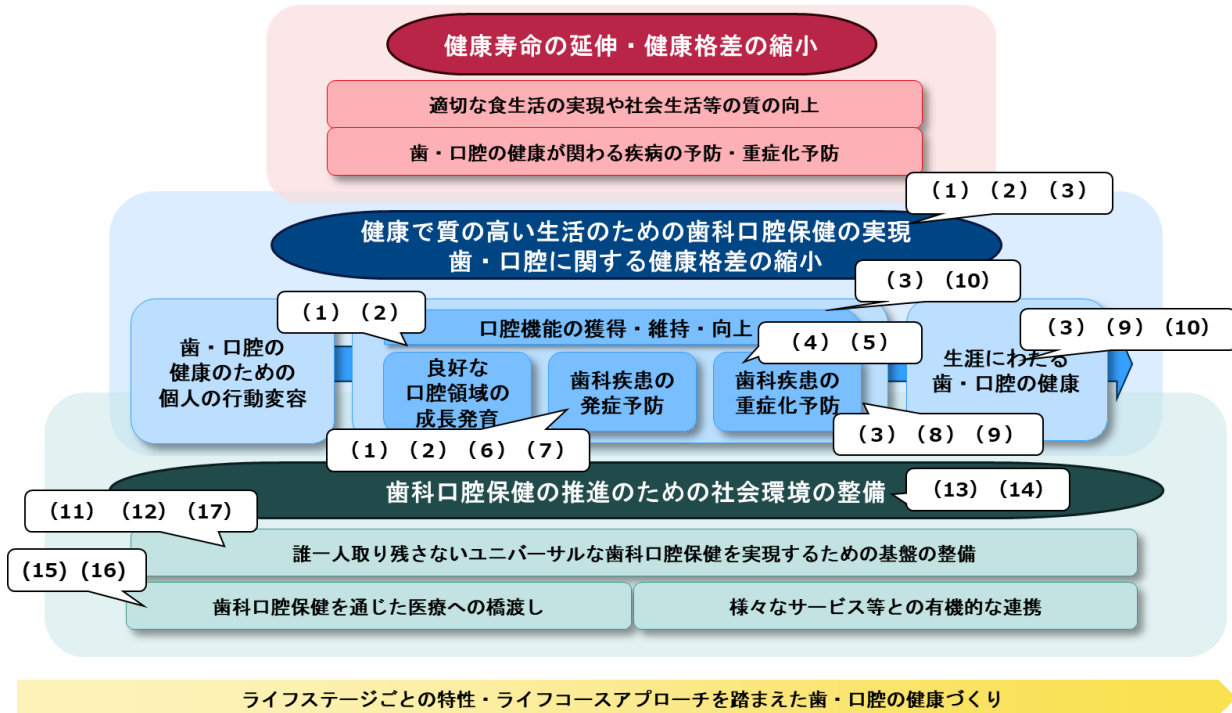 健康寿命の延伸・健康格差の縮小
適切な食生活の実現や社会生活等の質の向上
歯・口腔の健康が関わる疾病の予防・重症化予防
（1）（2）（3）
健康で質の高い生活のための歯科口腔保健の実現
歯・口腔に関する健康格差の縮小
（3）（10）
（1）（2）
口腔機能の獲得・維持・向上
（3）（9）（10）
（4）（5）
歯・口腔の
健康のための
個人の行動変容
良好な
口腔領域の
成長発育
歯科疾患の
発症予防
歯科疾患の
重症化予防
生涯にわたる
歯・口腔の健康
（1）（2）（6）（7）
（3）（8）（9）
歯科口腔保健の推進のための社会環境の整備
（13）（14）
（11）（12）（17）
誰一人取り残さないユニバーサルな歯科口腔保健を実現するための基盤の整備
(15) (16)
歯科口腔保健を通じた医療への橋渡し
様々なサービス等との有機的な連携
ライフステージごとの特性・ライフコースアプローチを踏まえた歯・口腔の健康づくり